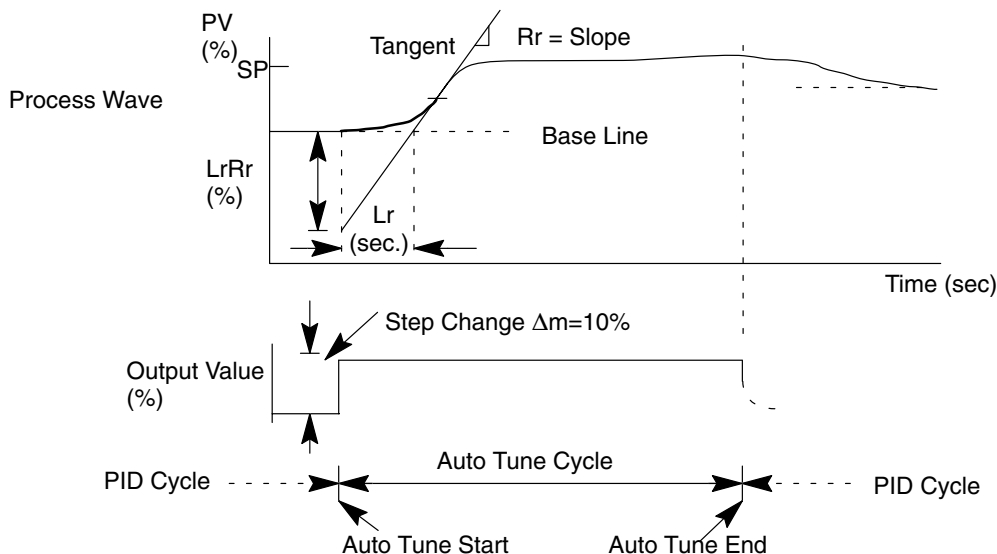 PV
(%)
Tangent
Rr = Slope
SP
Process Wave
Base Line
LrRr
(%)
Lr
(sec.)
Time (sec)
Step Change Δm=10%
Output Value
(%)
Auto Tune Cycle
PID Cycle
PID Cycle
Auto Tune Start
Auto Tune End